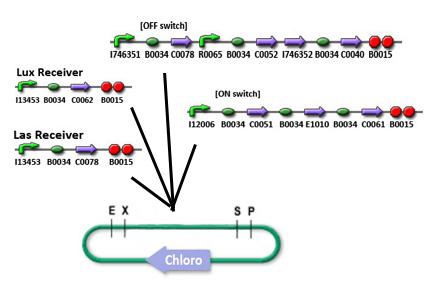 [OFF switch]
I746351 B0034 C0078 R0065 B0034 C0052 I746352 B0034 C0040 B0015
Lux Receiver
I13453 B0034 C0062 B0015
[ON switch]
I12006 B0034 C0051 B0034 E1010 B0034 C0061 B0015
Las Receiver
I13453 B0034 C0078 B0015
E X S P
Chloro